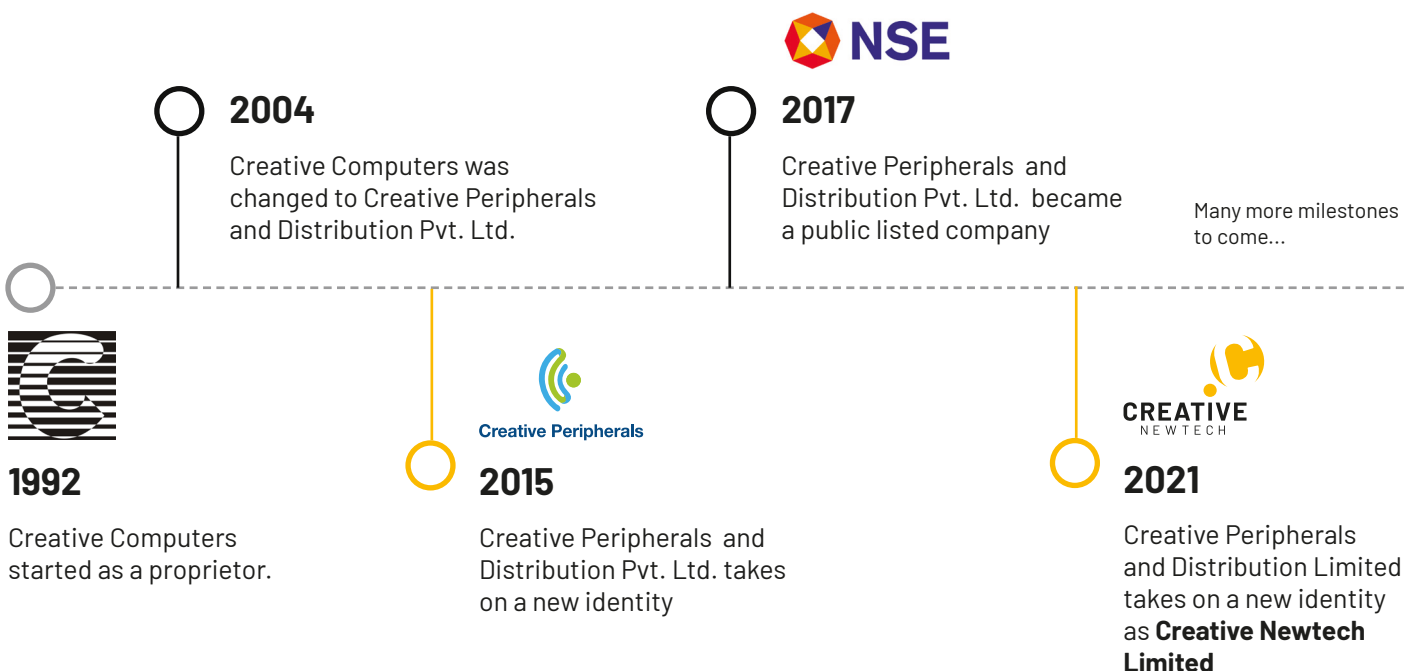 NSE
2004
Creative Computers was
changed to Creative Peripherals
and Distribution Pvt. Ltd.
2017
Creative Peripherals and
Distribution Pvt. Ltd. became
a public listed company
Many more milestones
to come...
C
1992
Creative Computers
started as a proprietor.
Creative Peripherals
2015
Creative Peripherals and
Distribution Pvt. Ltd. takes
on a new identity
CREATIVE
NEWTECH
2021
Creative Peripherals
and Distribution Limited
takes on a new identity
as Creative Newtech
Limited